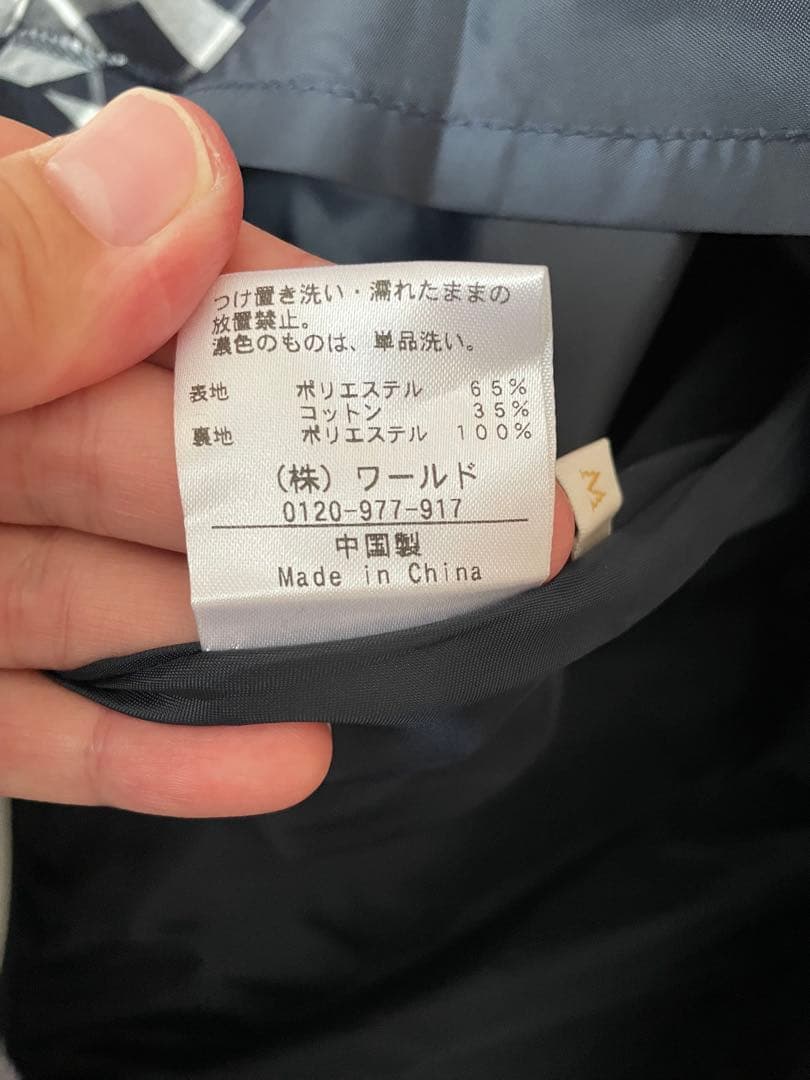 つけ置き洗い・濡れたままの
放置禁止。
濃色のものは、単品洗い。
表地 ポリエステル 65%
コットン 35%
裏地 ポリエステル 100%
(株) ワールド
0120-977-917
中国製
Made in China